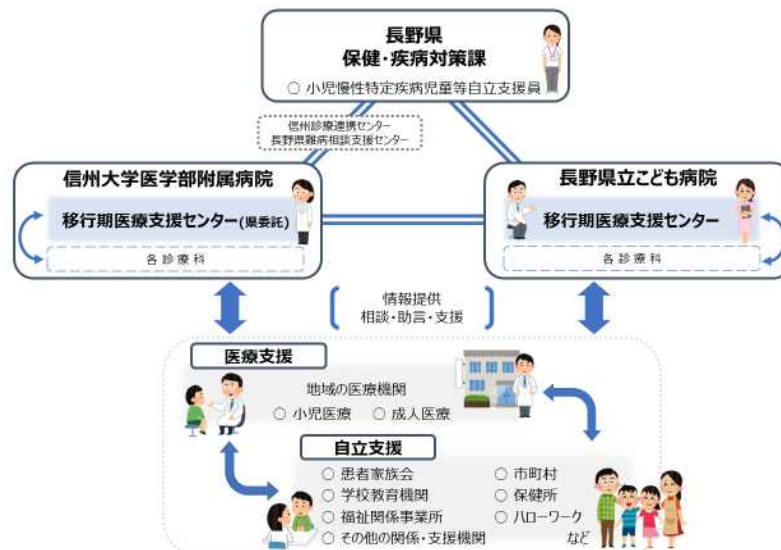 長野県
保健・疾病対策課
○ 小児慢性特定疾病児童等自立支援員
信州診療連携センター
長野県難病相談支援センター
信州大学医学部附属病院
移行期医療支援センター(県委託)
各診療科
長野県立こども病院
移行期医療支援センター
各診療科
情報提供
相談・助言・支援
医療支援
地域の医療機関
○ 小児医療 ○ 成人医療
自立支援
○ 患者家族会 ○ 市町村
○ 学校教育機関 ○ 保健所
○ 福祉関係事業所 ○ ハローワーク
○ その他の関係・支援機関 など